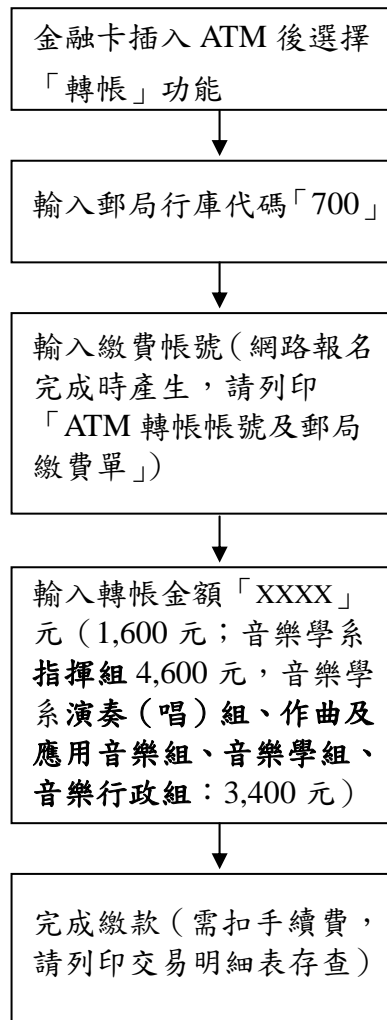 金融卡插入 ATM 後選擇
「轉帳」功能
輸入郵局行庫代碼「700」
輸入繳費帳號（網路報名
完成時產生，請列印
「ATM 轉帳帳號及郵局
繳費單」）
輸入轉帳金額「XXXX」
元（1,600 元；音樂學系
指揮組 4,600 元，音樂學
系演奏（唱）組、作曲及
應用音樂組、音樂學組、
音樂行政組：3,400 元）
完成繳款（需扣手續費，
請列印交易明細表存查）